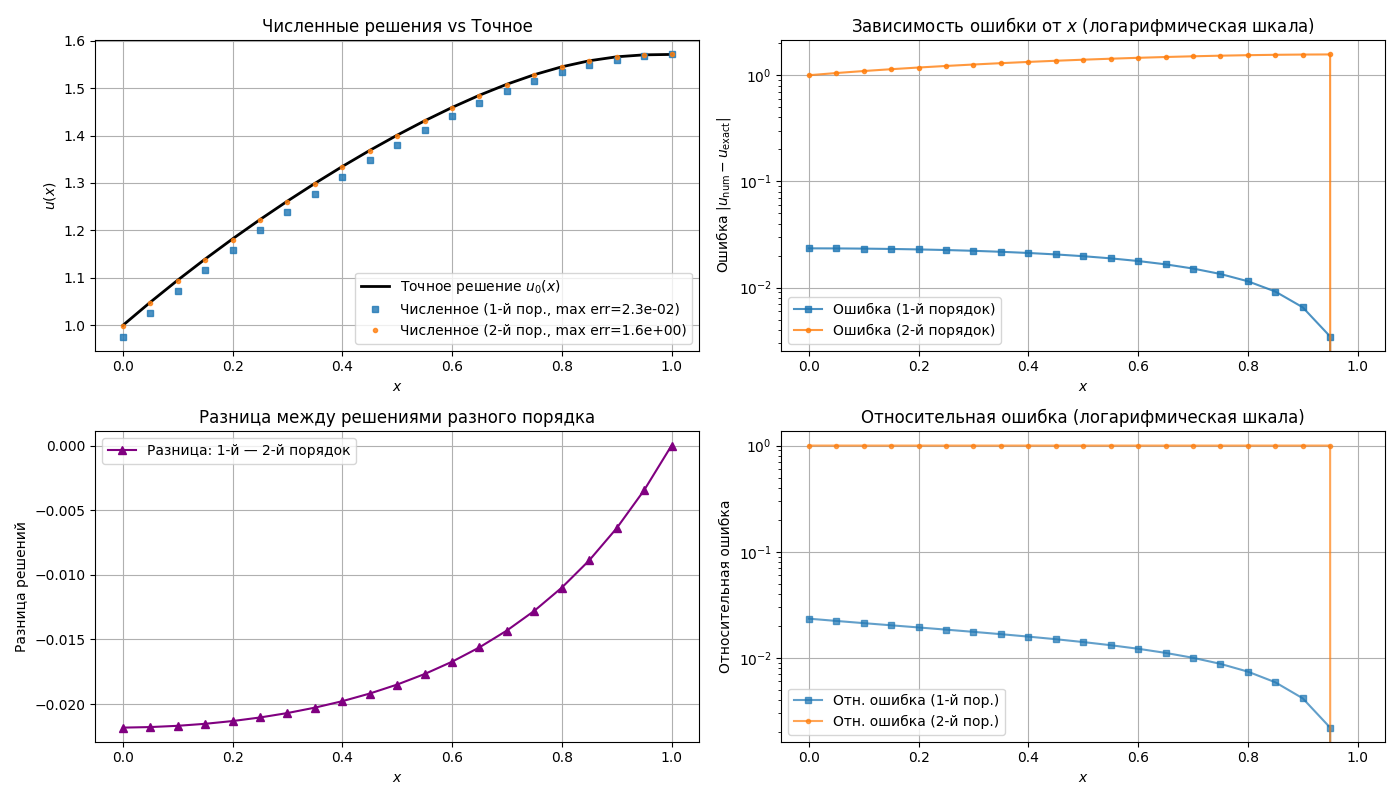 Численные решения vs Точное
1.6
1.5
1.4
1.3
1.2
1.1
1.0
u(x)
Точное решение u₀(x)
Численное (1-й пор., max err=2.3e-02)
Численное (2-й пор., max err=1.6e+00)
0.0 0.2 0.4 0.6 0.8 1.0
x
Зависимость ошибки от x (логарифмическая шкала)
10⁰
10⁻¹
10⁻²
Ошибка |u_num − u_exact|
Ошибка (1-й порядок)
Ошибка (2-й порядок)
0.0 0.2 0.4 0.6 0.8 1.0
x
Разница между решениями разного порядка
0.000
−0.005
−0.010
−0.015
−0.020
Разница решений
Разница: 1-й — 2-й порядок
0.0 0.2 0.4 0.6 0.8 1.0
x
Относительная ошибка (логарифмическая шкала)
10⁰
10⁻¹
10⁻²
Относительная ошибка
Отн. ошибка (1-й пор.)
Отн. ошибка (2-й пор.)
0.0 0.2 0.4 0.6 0.8 1.0
x